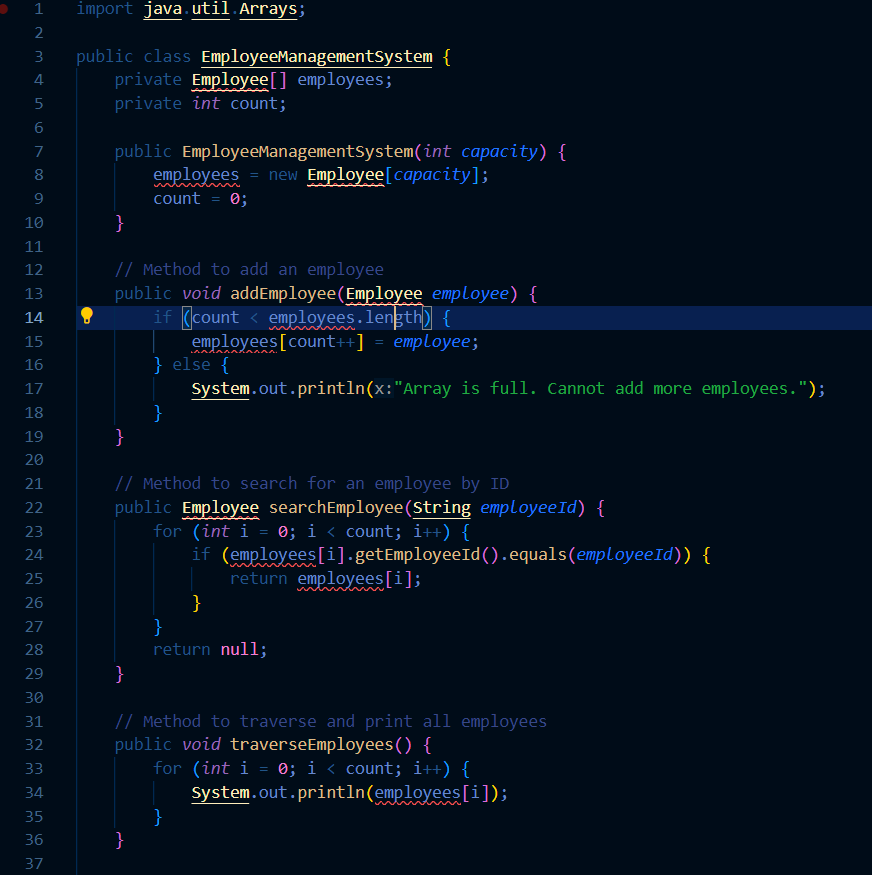 1 import java.util.Arrays;
2
3 public class EmployeeManagementSystem {
4 private Employee[] employees;
5 private int count;
6
7 public EmployeeManagementSystem(int capacity) {
8 employees = new Employee[capacity];
9 count = 0;
10 }
11
12 // Method to add an employee
13 public void addEmployee(Employee employee) {
14 if (count < employees.length) {
15 employees[count++] = employee;
16 } else {
17 System.out.println(x:"Array is full. Cannot add more employees.");
18 }
19 }
20
21 // Method to search for an employee by ID
22 public Employee searchEmployee(String employeeId) {
23 for (int i = 0; i < count; i++) {
24 if (employees[i].getEmployeeId().equals(employeeId)) {
25 return employees[i];
26 }
27 }
28 return null;
29 }
30
31 // Method to traverse and print all employees
32 public void traverseEmployees() {
33 for (int i = 0; i < count; i++) {
34 System.out.println(employees[i]);
35 }
36 }
37